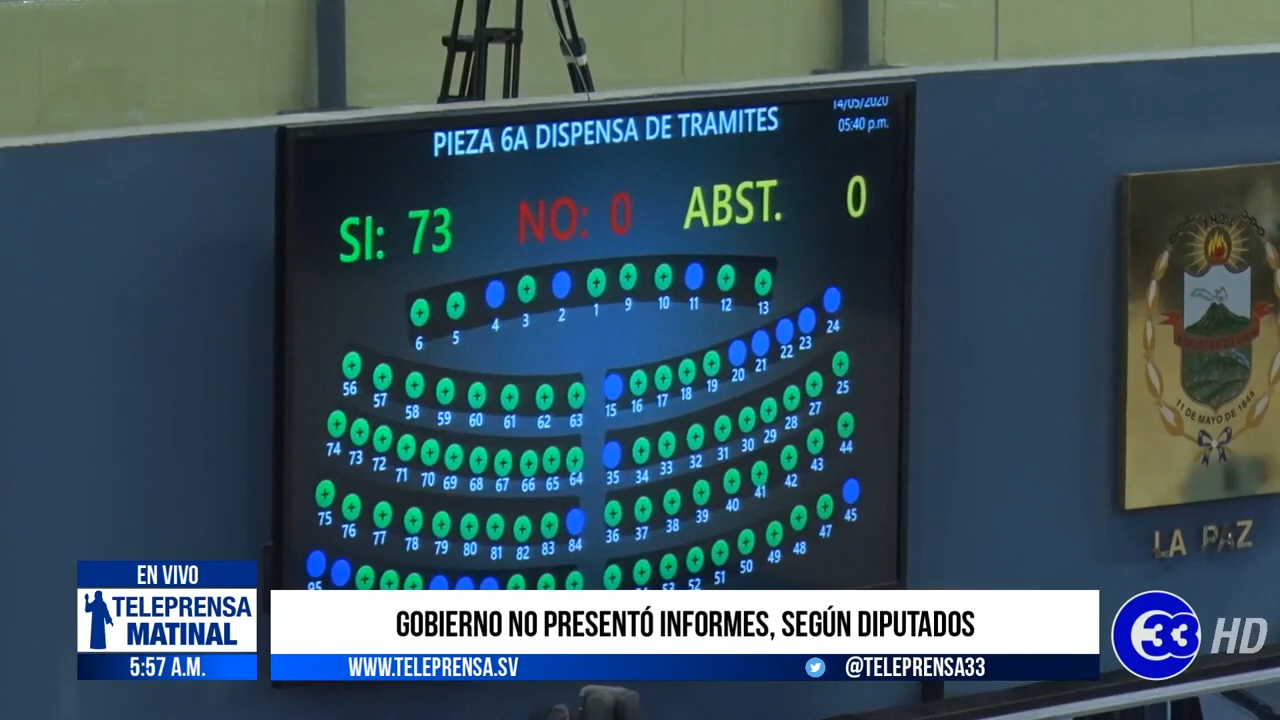 14/05/2020
PIEZA 6A DISPENSA DE TRAMITES
05:40 p.m.
SI: 73 NO: 0 ABST. 0
6 5 4 3 2 1 9 10 11 12 13
56 57 58 59 60 61 62 63
15 16 17 18 19 20 21 22 23 24
74 73 72 71 70 69 68 67 66 65 64
35 34 33 32 31 30 29 28 27 25
75 76 77 78 79 80 81 82 83 84
36 37 38 39 40 41 42 43 44
95
53 52 51 50 49 48 47 45
11 DE MAYO DE 1844
LA PAZ
EN VIVO
TELEPRENSA
MATINAL
5:57 A.M.
GOBIERNO NO PRESENTÓ INFORMES, SEGÚN DIPUTADOS
WWW.TELEPRENSA.SV @TELEPRENSA33
33 HD